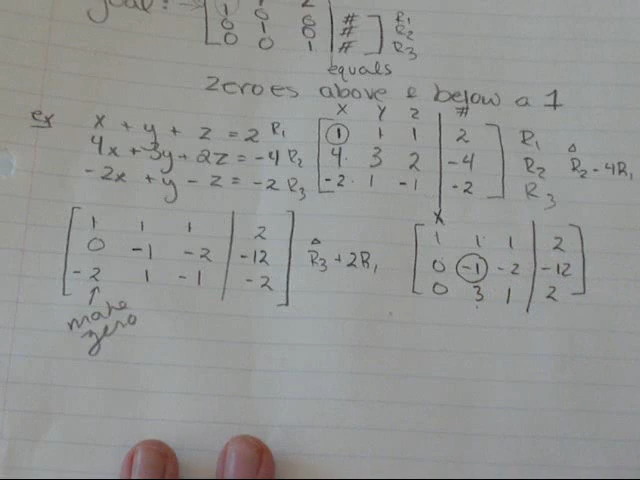 goal:
1 0 0 | # R1
0 1 0 | # R2
0 0 1 | # R3
equals
zeroes above & below a 1
ex x + y + z = 2 R1
4x + 3y + 2z = -4 R2
-2x + y - z = -2 R3
x y z #
1 1 1 | 2 R1
4 3 2 | -4 R2 R2 - 4R1
-2 1 -1 | -2 R3
1 1 1 | 2
0 -1 -2 | -12 R3 + 2R1
-2 1 -1 | -2
make
zero
x
1 1 1 | 2
0 -1 -2 | -12
0 3 1 | 2